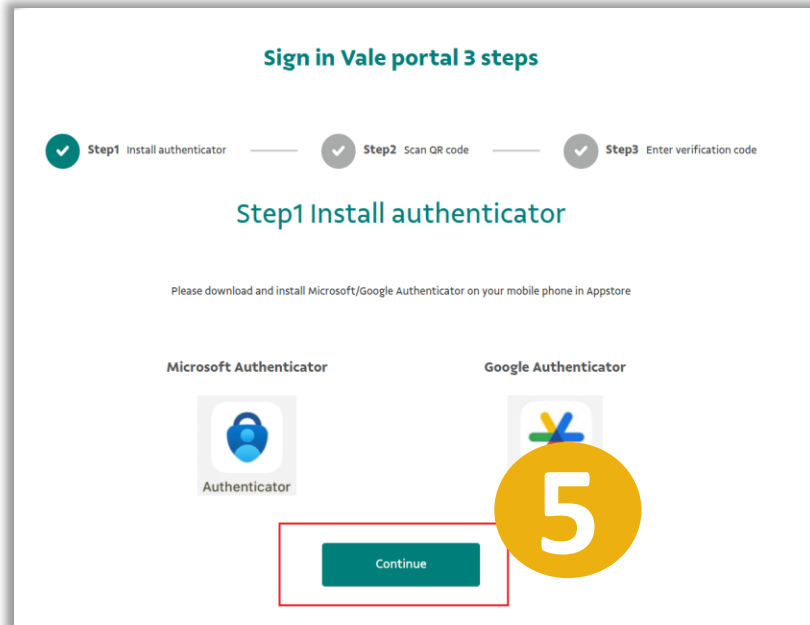 Sign in Vale portal 3 steps
Step1 Install authenticator
Step2 Scan QR code
Step3 Enter verification code
Step1 Install authenticator
Please download and install Microsoft/Google Authenticator on your mobile phone in Appstore
Microsoft Authenticator
Google Authenticator
Authenticator
5
Continue